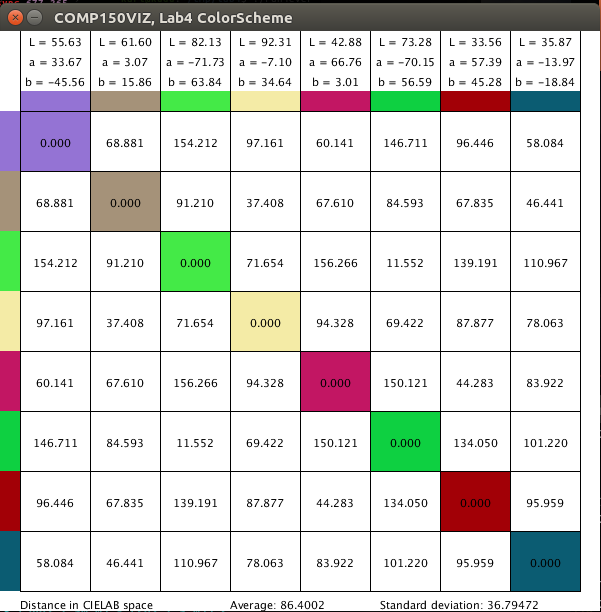 COMP150VIZ, Lab4 ColorScheme
L = 55.63 L = 61.60 L = 82.13 L = 92.31 L = 42.88 L = 73.28 L = 33.56 L = 35.87
a = 33.67 a = 3.07 a = -71.73 a = -7.10 a = 66.76 a = -70.15 a = 57.39 a = -13.97
b = -45.56 b = 15.86 b = 63.84 b = 34.64 b = 3.01 b = 56.59 b = 45.28 b = -18.84
0.000 68.881 154.212 97.161 60.141 146.711 96.446 58.084
68.881 0.000 91.210 37.408 67.610 84.593 67.835 46.441
154.212 91.210 0.000 71.654 156.266 11.552 139.191 110.967
97.161 37.408 71.654 0.000 94.328 69.422 87.877 78.063
60.141 67.610 156.266 94.328 0.000 150.121 44.283 83.922
146.711 84.593 11.552 69.422 150.121 0.000 134.050 101.220
96.446 67.835 139.191 87.877 44.283 134.050 0.000 95.959
58.084 46.441 110.967 78.063 83.922 101.220 95.959 0.000
Distance in CIELAB space Average: 86.4002 Standard deviation: 36.79472